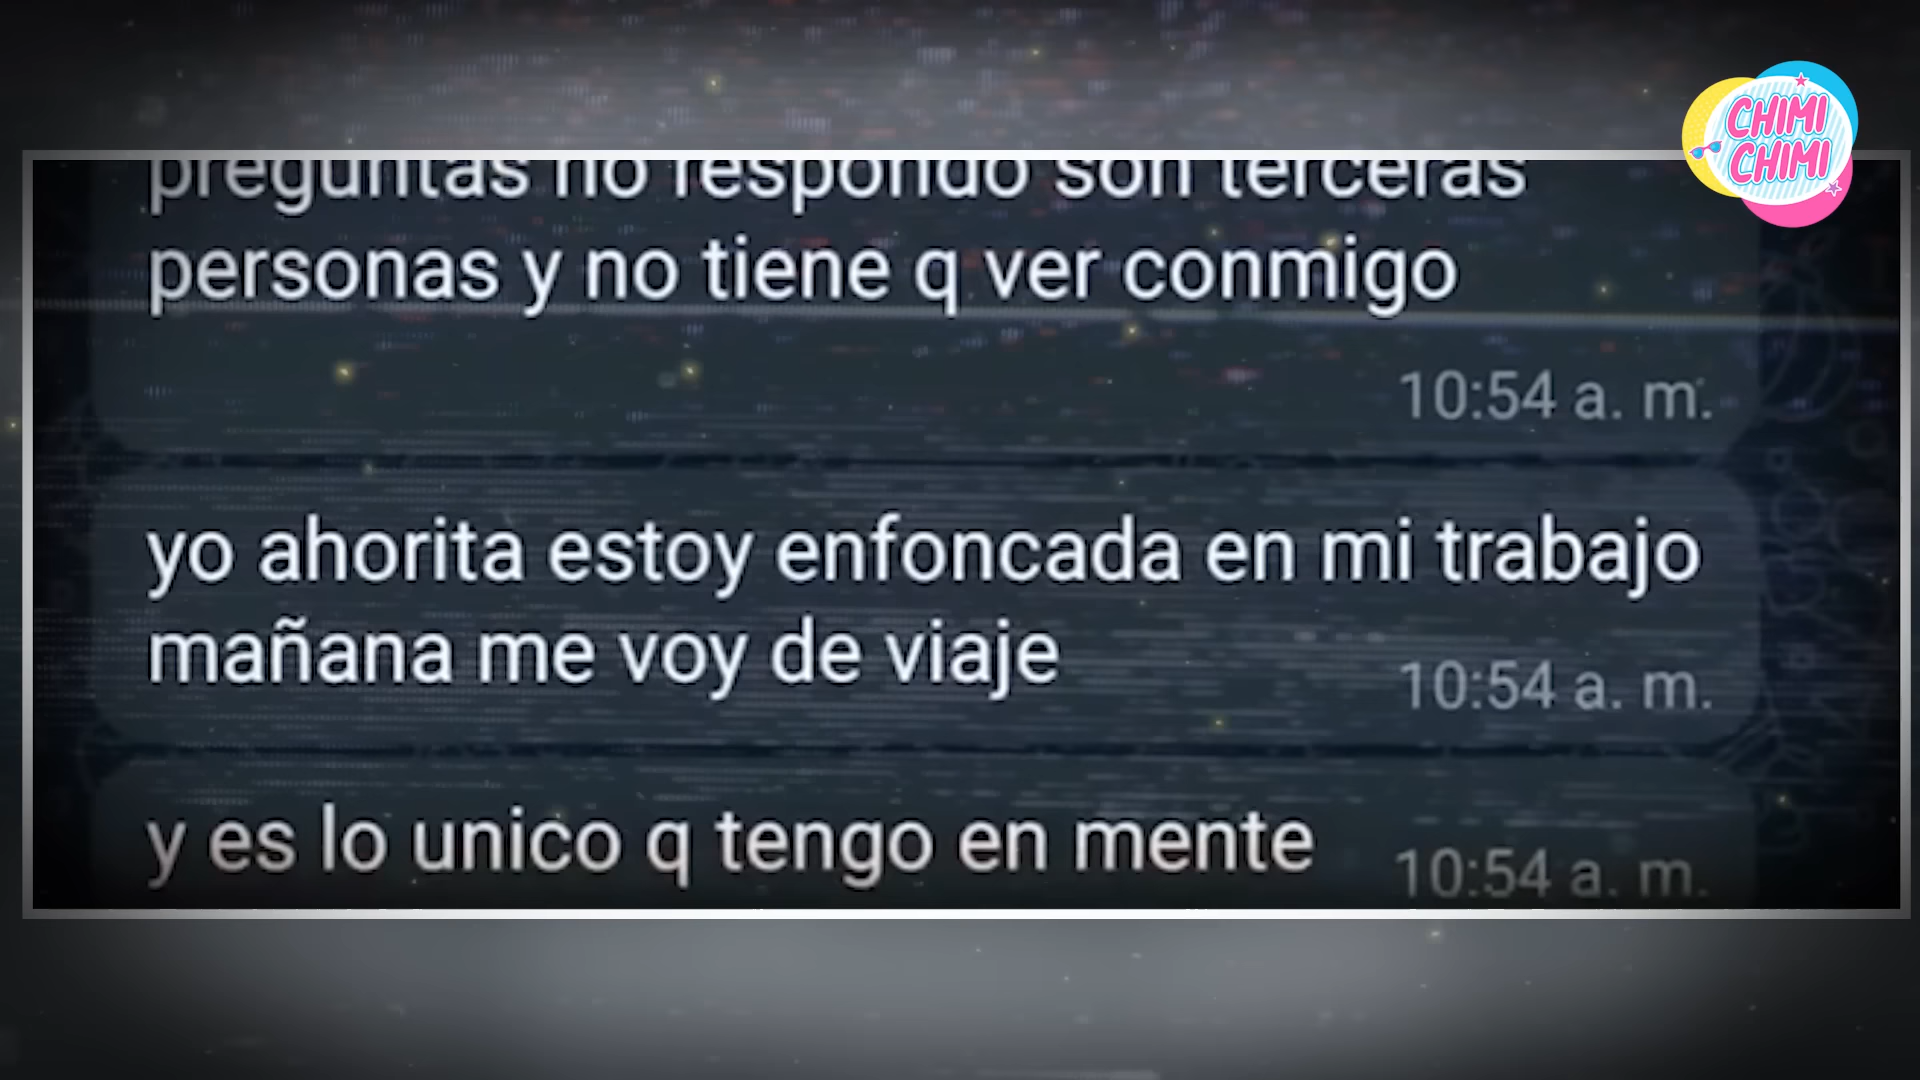 CHIMI
CHIMI
preguntas no respondo son terceras
personas y no tiene q ver conmigo
10:54 a. m.
yo ahorita estoy enfoncada en mi trabajo
mañana me voy de viaje
10:54 a. m.
y es lo unico q tengo en mente
10:54 a. m.